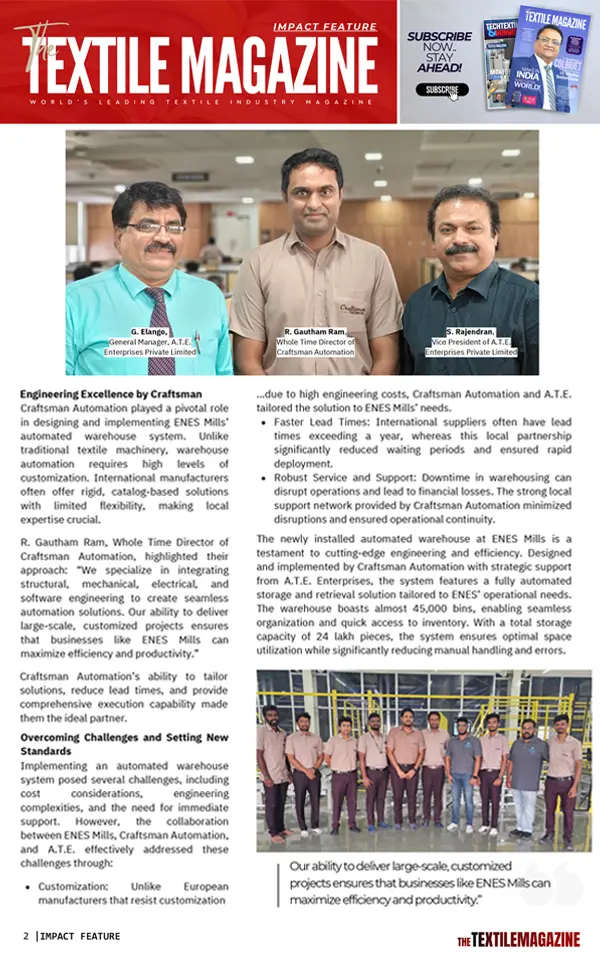 IMPACT FEATURE
The
TEXTILE MAGAZINE
WORLD'S LEADING TEXTILE INDUSTRY MAGAZINE
SUBSCRIBE
NOW..
STAY
AHEAD!
SUBSCRIBE
TEXTILE MAGAZINE
INDIA
WORLD!
G. Elango,
General Manager, A.T.E.
Enterprises Private Limited
R. Gautham Ram,
Whole Time Director of
Craftsman Automation
S. Rajendran,
Vice President of A.T.E.
Enterprises Private Limited
Craftsman
Engineering Excellence by Craftsman
Craftsman Automation played a pivotal role
in designing and implementing ENES Mills'
automated warehouse system. Unlike
traditional textile machinery, warehouse
automation requires high levels of
customization. International manufacturers
often offer rigid, catalog-based solutions
with limited flexibility, making local
expertise crucial.
R. Gautham Ram, Whole Time Director of
Craftsman Automation, highlighted their
approach: "We specialize in integrating
structural, mechanical, electrical, and
software engineering to create seamless
automation solutions. Our ability to deliver
large-scale, customized projects ensures
that businesses like ENES Mills can
maximize efficiency and productivity."
Craftsman Automation's ability to tailor
solutions, reduce lead times, and provide
comprehensive execution capability made
them the ideal partner.
Overcoming Challenges and Setting New
Standards
Implementing an automated warehouse
system posed several challenges, including
cost considerations, engineering
complexities, and the need for immediate
support. However, the collaboration
between ENES Mills, Craftsman Automation,
and A.T.E. effectively addressed these
challenges through:
• Customization: Unlike European
manufacturers that resist customization
...due to high engineering costs, Craftsman Automation and A.T.E.
tailored the solution to ENES Mills' needs.
• Faster Lead Times: International suppliers often have lead
times exceeding a year, whereas this local partnership
significantly reduced waiting periods and ensured rapid
deployment.
• Robust Service and Support: Downtime in warehousing can
disrupt operations and lead to financial losses. The strong local
support network provided by Craftsman Automation minimized
disruptions and ensured operational continuity.
The newly installed automated warehouse at ENES Mills is a
testament to cutting-edge engineering and efficiency. Designed
and implemented by Craftsman Automation with strategic support
from A.T.E. Enterprises, the system features a fully automated
storage and retrieval solution tailored to ENES' operational needs.
The warehouse boasts almost 45,000 bins, enabling seamless
organization and quick access to inventory. With a total storage
capacity of 24 lakh pieces, the system ensures optimal space
utilization while significantly reducing manual handling and errors.
Our ability to deliver large-scale, customized
projects ensures that businesses like ENES Mills can
maximize efficiency and productivity."
2 |IMPACT FEATURE
THE TEXTILEMAGAZINE